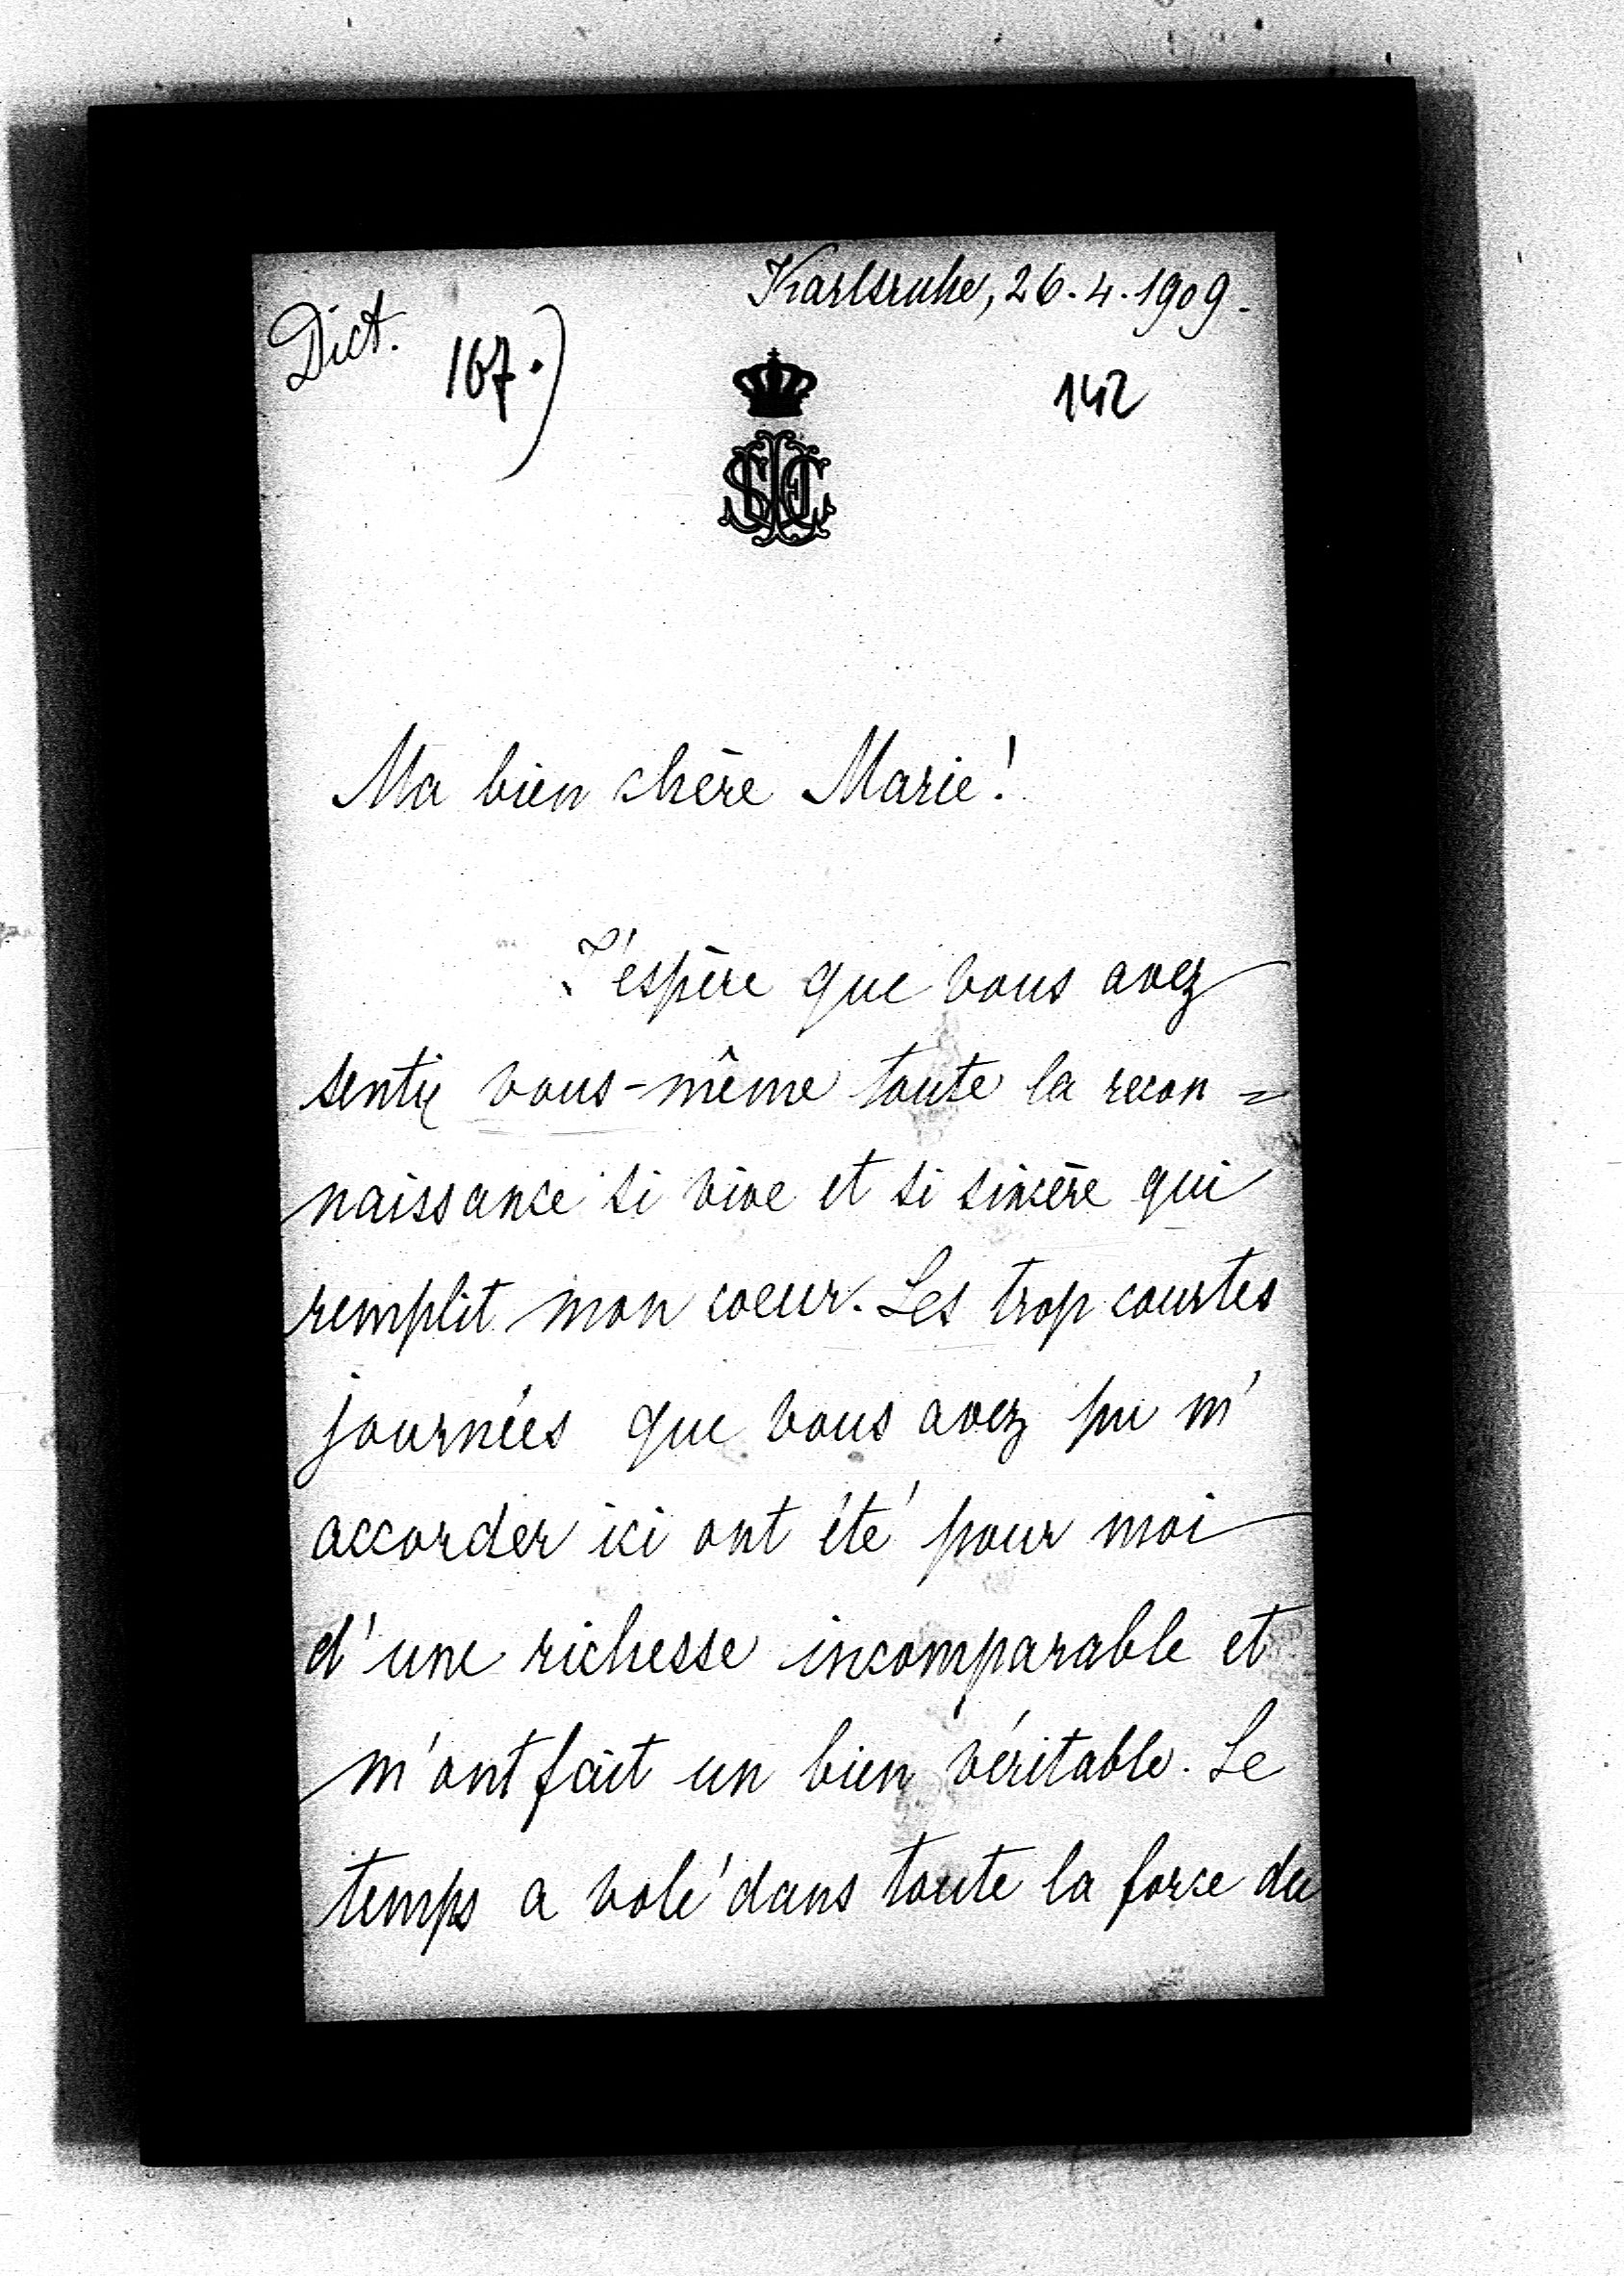 Karlsruhe, 26.4.1909.
Dict.
167.)
142
Ma bien chère Marie!
J'espère que vous avez
senti vous-même toute la recon=
naissance si vive et si sincère qui
remplit mon coeur. Les trop courtes
journées que vous avez pu m'
accorder ici ont été pour moi
d'une richesse incomparable et
m'ont fait un bien véritable. Le
temps a volé dans toute la force du